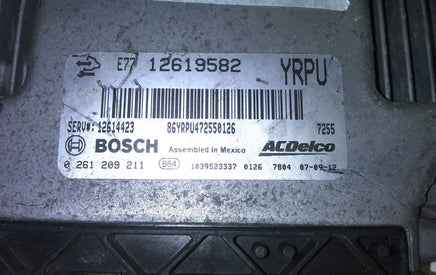 E77 12619582 YRPU
SERV#: 12614423 86YRPU472550126 7255
BOSCH Assembled in Mexico ACDelco
0 261 209 211 864 1039S23337 0126 7804 07-09-12